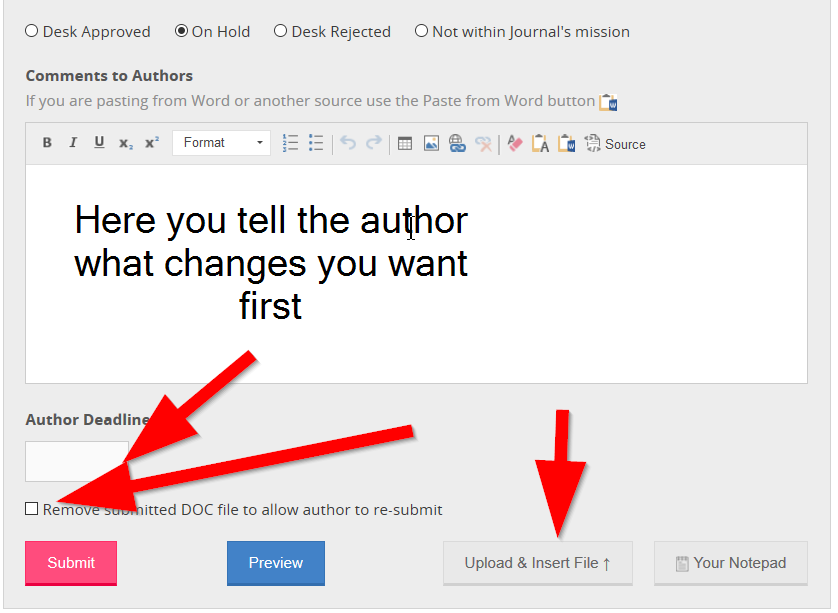 Desk Approved On Hold Desk Rejected Not within Journal's mission
Comments to Authors
If you are pasting from Word or another source use the Paste from Word button
B I U x₂ x² Format Source
Here you tell the author
what changes you want
first
Author Deadline
Remove submitted DOC file to allow author to re-submit
Submit Preview Upload & Insert File ↑ Your Notepad